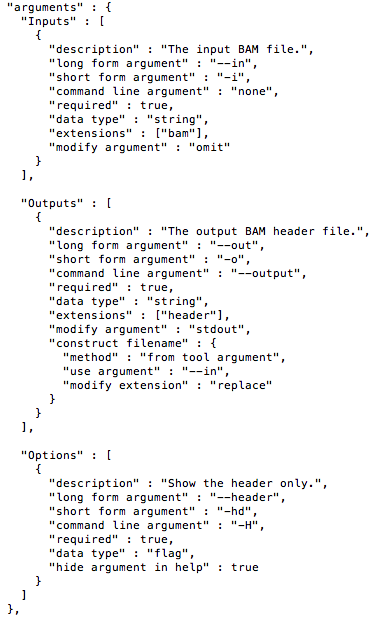 "arguments" : {
  "Inputs" : [
    {
      "description" : "The input BAM file.",
      "long form argument" : "--in",
      "short form argument" : "-i",
      "command line argument" : "none",
      "required" : true,
      "data type" : "string",
      "extensions" : ["bam"],
      "modify argument" : "omit"
    }
  ],

  "Outputs" : [
    {
      "description" : "The output BAM header file.",
      "long form argument" : "--out",
      "short form argument" : "-o",
      "command line argument" : "--output",
      "required" : true,
      "data type" : "string",
      "extensions" : ["header"],
      "modify argument" : "stdout",
      "construct filename" : {
        "method" : "from tool argument",
        "use argument" : "--in",
        "modify extension" : "replace"
      }
    }
  ],

  "Options" : [
    {
      "description" : "Show the header only.",
      "long form argument" : "--header",
      "short form argument" : "-hd",
      "command line argument" : "-H",
      "required" : true,
      "data type" : "flag",
      "hide argument in help" : true
    }
  ]
},